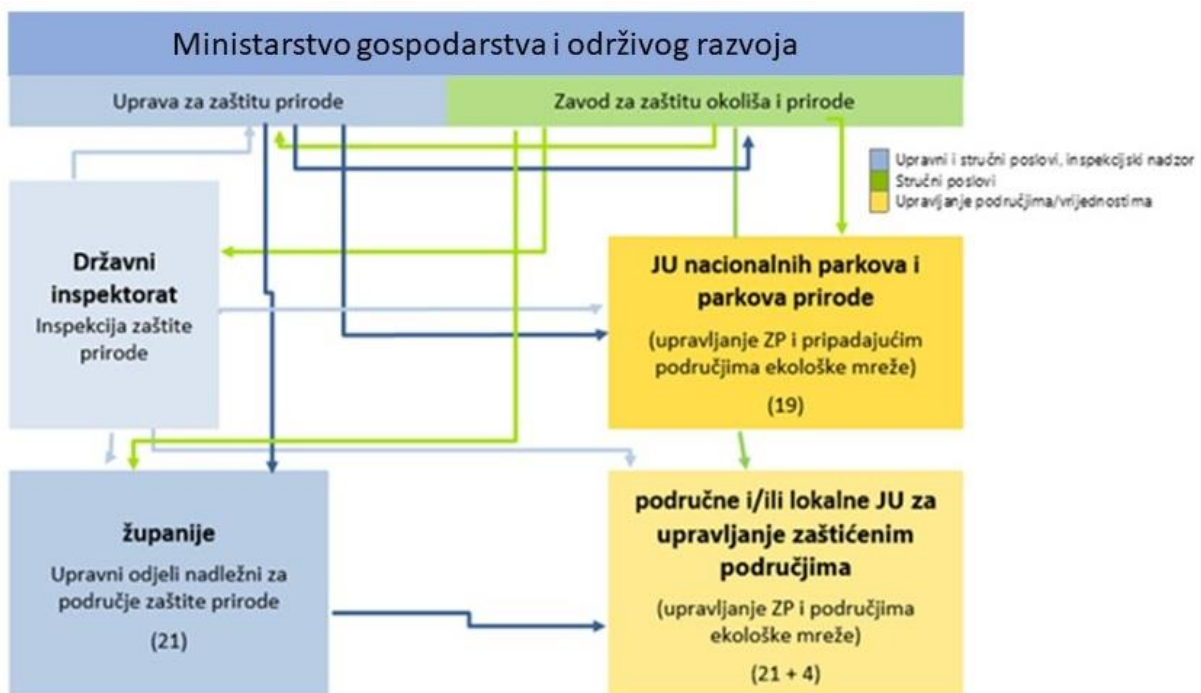 Ministarstvo gospodarstva i održivog razvoja
Uprava za zaštitu prirode
Zavod za zaštitu okoliša i prirode
Upravni i stručni poslovi, inspekcijski nadzor
Stručni poslovi
Upravljanje područjima/vrijednostima
Državni
inspektorat
Inspekcija zaštite
prirode
JU nacionalnih parkova i
parkova prirode
(upravljanje ZP i pripadajućim
područjima ekološke mreže)
(19)
županije
Upravni odjeli nadležni za
područje zaštite prirode
(21)
područne i/ili lokalne JU za
upravljanje zaštićenim
područjima
(upravljanje ZP i područjima
ekološke mreže)
(21 + 4)